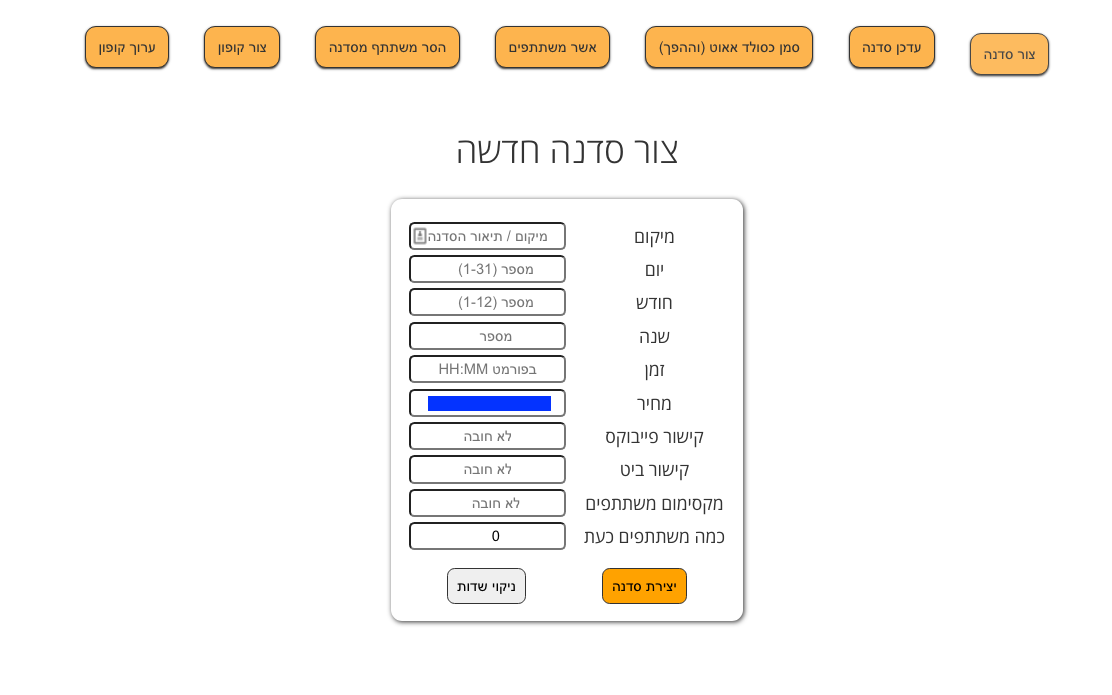 צור סדנה
עדכן סדנה
סמן כסולד אאוט (וההפך)
אשר משתתפים
הסר משתתף מסדנה
צור קופון
ערוך קופון
צור סדנה חדשה
מיקום
מיקום / תיאור הסדנה
יום
מספר (1-31)
חודש
מספר (1-12)
שנה
מספר
זמן
בפורמט HH:MM
מחיר
קישור פייבוקס
לא חובה
קישור ביט
לא חובה
מקסימום משתתפים
לא חובה
כמה משתתפים כעת
0
יצירת סדנה
ניקוי שדות